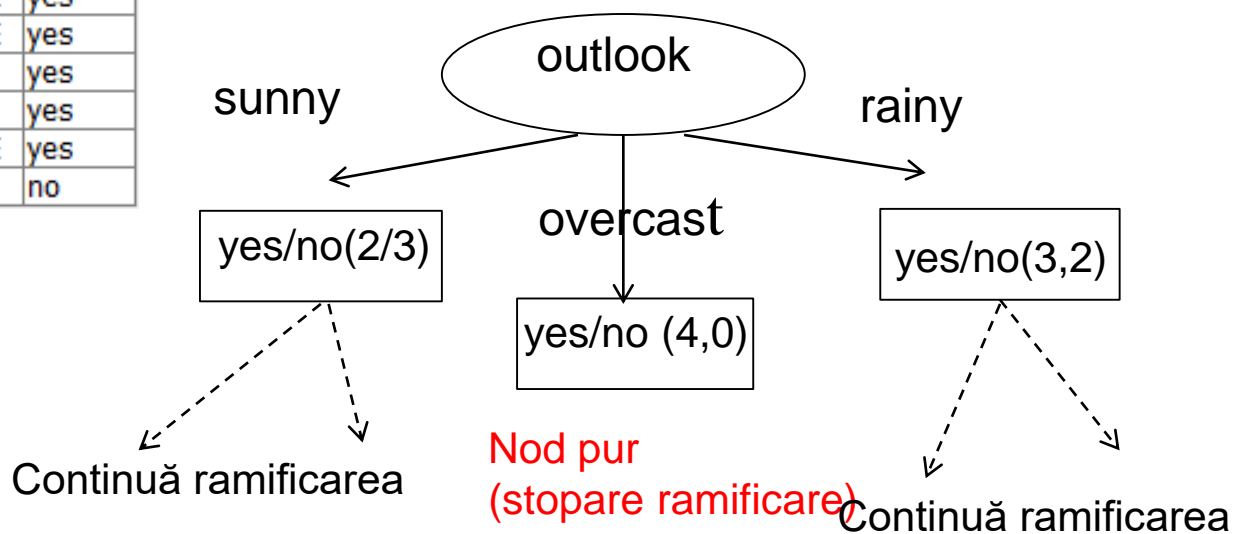 yes
yes
yes
yes
yes
no
outlook
sunny
rainy
overcast
yes/no(2/3)
yes/no(3,2)
yes/no (4,0)
Nod pur
(stopare ramificare)
Continuă ramificarea
Continuă ramificarea